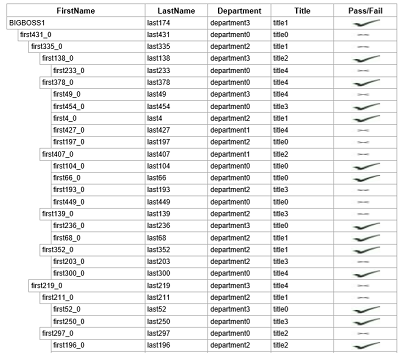 FirstName LastName Department Title Pass/Fail
BIGBOSS1 last174 department3 title1
first431_0 last431 department0 title0
first335_0 last335 department2 title1
first138_0 last138 department3 title2
first233_0 last233 department0 title4
first378_0 last378 department0 title4
first49_0 last49 department3 title4
first454_0 last454 department0 title3
first4_0 last4 department2 title1
first427_0 last427 department1 title4
first197_0 last197 department2 title0
first407_0 last407 department1 title2
first104_0 last104 department0 title0
first66_0 last66 department0 title0
first193_0 last193 department2 title3
first449_0 last449 department0 title0
first139_0 last139 department2 title3
first236_0 last236 department3 title0
first68_0 last68 department2 title1
first352_0 last352 department2 title1
first203_0 last203 department2 title3
first300_0 last300 department0 title4
first219_0 last219 department3 title4
first211_0 last211 department2 title1
first52_0 last52 department3 title0
first250_0 last250 department0 title3
first297_0 last297 department0 title2
first196_0 last196 department2 title2